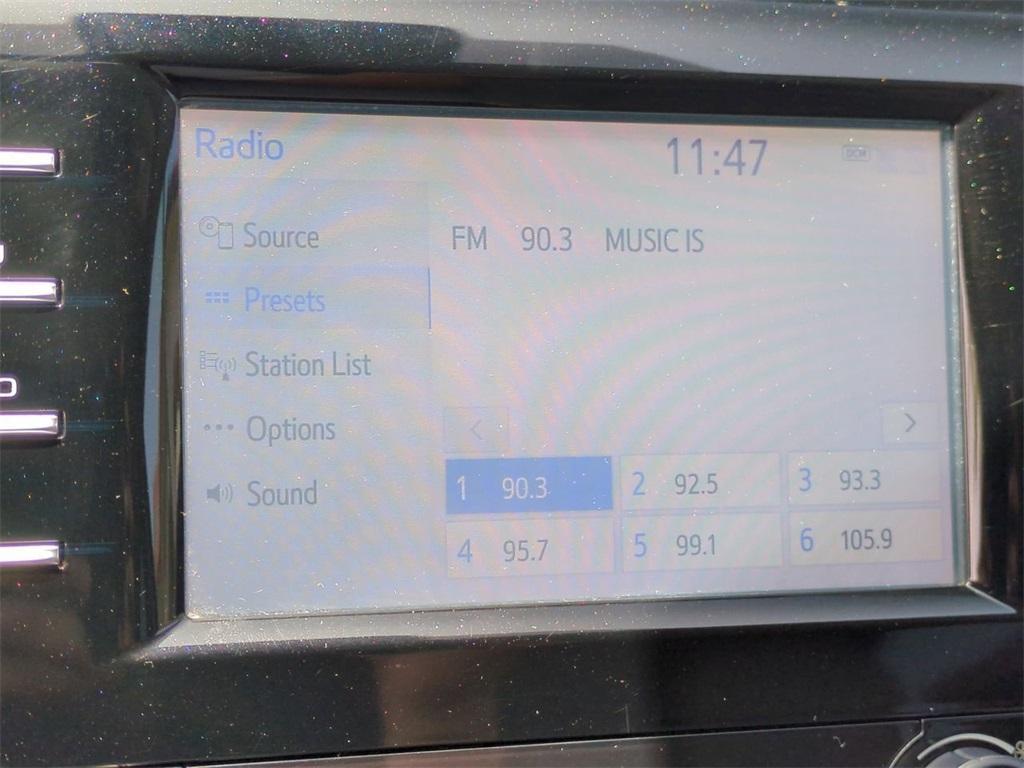 Radio 11:47 DCM
Source
FM 90.3 MUSIC IS
Presets
Station List
Options
< >
Sound
1 90.3 2 92.5 3 93.3
4 95.7 5 99.1 6 105.9